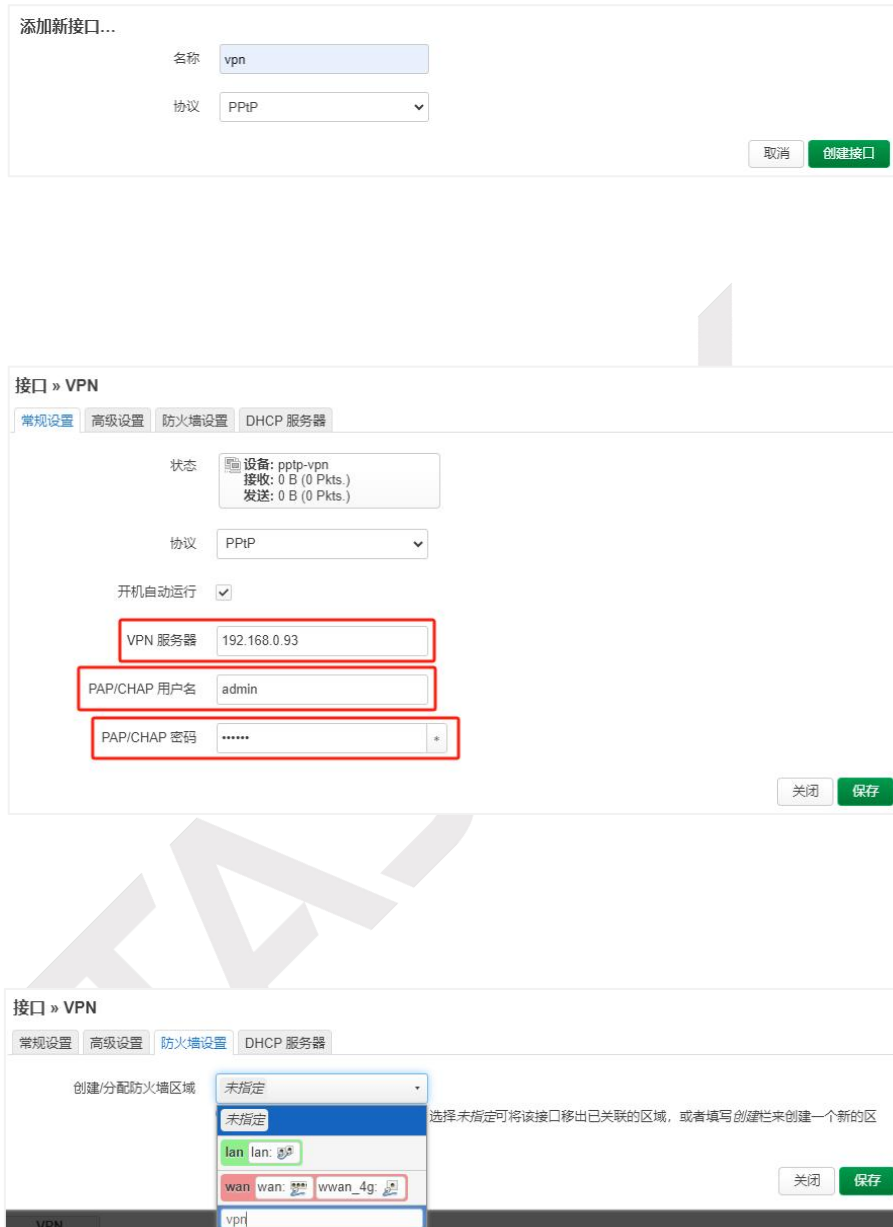 添加新接口...
名称 vpn
协议 PPtP
取消 创建接口
接口 » VPN
常规设置 高级设置 防火墙设置 DHCP 服务器
状态 设备: pptp-vpn
接收: 0 B (0 Pkts.)
发送: 0 B (0 Pkts.)
协议 PPtP
开机自动运行
VPN 服务器 192.168.0.93
PAP/CHAP 用户名 admin
PAP/CHAP 密码 •••••• *
关闭 保存
接口 » VPN
常规设置 高级设置 防火墙设置 DHCP 服务器
创建/分配防火墙区域 未指定
未指定 选择未指定可将该接口移出已关联的区域，或者填写创建栏来创建一个新的区
lan lan:
wan wan: wwan_4g:
关闭 保存
VPN vpn